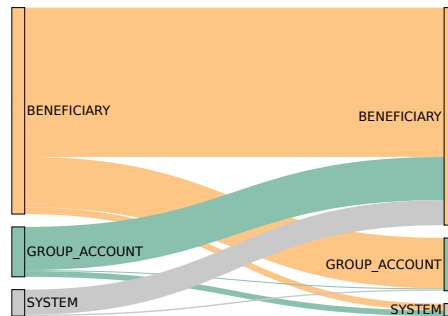 BENEFICIARY
BENEFICIARY
GROUP_ACCOUNT
GROUP_ACCOUNT
SYSTEM
SYSTEM